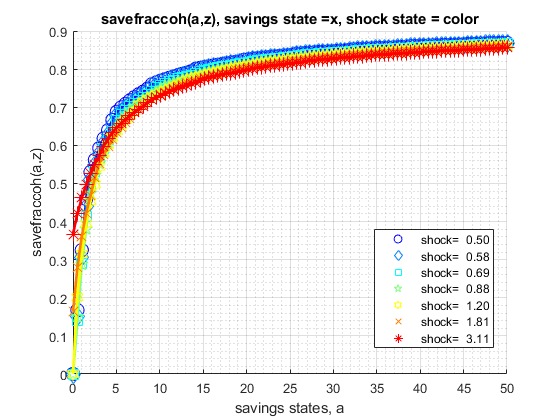 savefraccoh(a,z), savings state =x, shock state = color
savefraccoh(a,z)
0.9
0.8
0.7
0.6
0.5
0.4
0.3
0.2
0.1
0
shock= 0.50
shock= 0.58
shock= 0.69
shock= 0.88
shock= 1.20
shock= 1.81
shock= 3.11
0 5 10 15 20 25 30 35 40 45 50
savings states, a